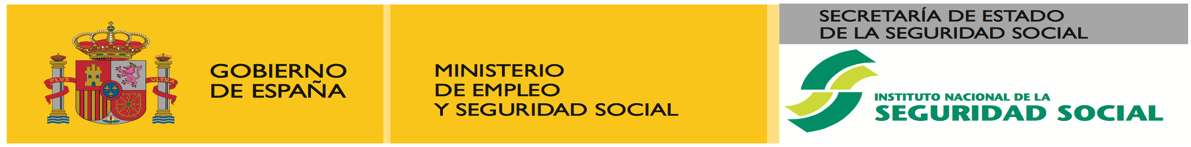 GOBIERNO
DE ESPAÑA
MINISTERIO
DE EMPLEO
Y SEGURIDAD SOCIAL
SECRETARÍA DE ESTADO
DE LA SEGURIDAD SOCIAL
INSTITUTO NACIONAL DE LA
SEGURIDAD SOCIAL